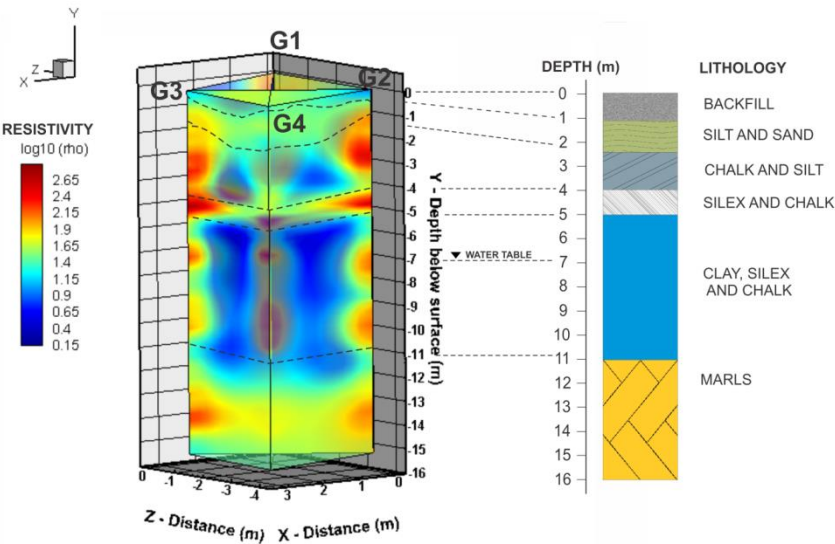 Y
Z
X
RESISTIVITY
log10 (rho)
2.65
2.4
2.15
1.9
1.65
1.4
1.15
0.9
0.65
0.4
0.15
G1
G2
G3
G4
0
-1
-2
-3
-4
-5
-6
-7
-8
-9
-10
-11
-12
-13
-14
-15
-16
Y - Depth below surface (m)
0
-1
-2
-3
-4
3
2
1
0
Z - Distance (m)
X - Distance (m)
WATER TABLE
DEPTH (m)
0
1
2
3
4
5
6
7
8
9
10
11
12
13
14
15
16
LITHOLOGY
BACKFILL
SILT AND SAND
CHALK AND SILT
SILEX AND CHALK
CLAY, SILEX
AND CHALK
MARLS